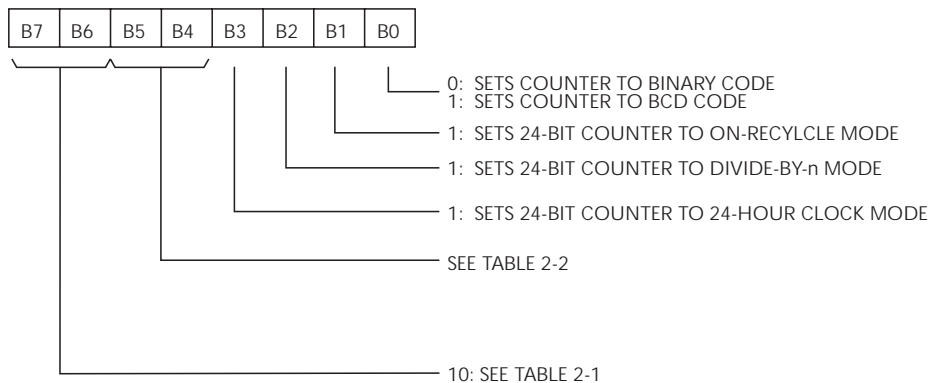 B7 B6 B5 B4 B3 B2 B1 B0
0: SETS COUNTER TO BINARY CODE
1: SETS COUNTER TO BCD CODE
1: SETS 24-BIT COUNTER TO ON-RECYLCLE MODE
1: SETS 24-BIT COUNTER TO DIVIDE-BY-n MODE
1: SETS 24-BIT COUNTER TO 24-HOUR CLOCK MODE
SEE TABLE 2-2
10: SEE TABLE 2-1